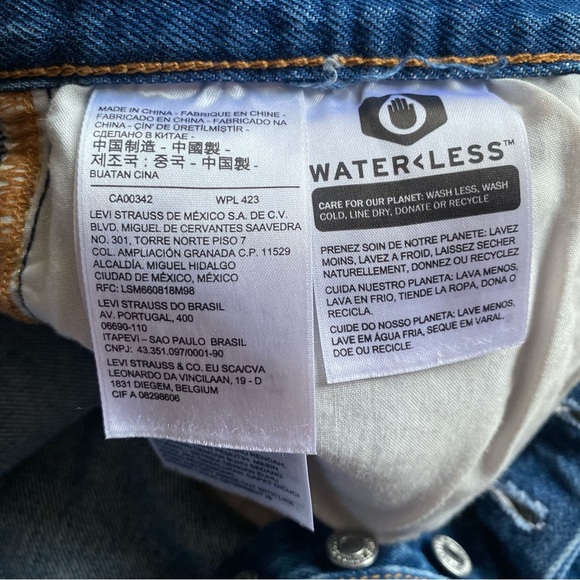 MADE IN CHINA - FABRIQUE EN CHINE -
FABRICADO EN CHINA - FABRICADO NA
CHINA - ÇİN' DE ÜRETİLMİŞTİR -
СДЕЛАНО В КИТАЕ -
中国制造 - 中國製 -
제조국 : 중국 - 中国製 -
BUATAN CINA
CA00342 WPL 423
LEVI STRAUSS DE MÉXICO S.A. DE C.V.
BLVD. MIGUEL DE CERVANTES SAAVEDRA
NO. 301, TORRE NORTE PISO 7
COL. AMPLIACIÓN GRANADA C.P. 11529
ALCALDÍA. MIGUEL HIDALGO
CIUDAD DE MÉXICO, MÉXICO
RFC: LSM660818M98
LEVI STRAUSS DO BRASIL
AV. PORTUGAL, 400
06690-110
ITAPEVI – SAO PAULO BRASIL
CNPJ: 43.351.097/0001-90
LEVI STRAUSS & CO. EU SCA/CVA
LEONARDO DA VINCILAAN, 19 - D
1831 DIEGEM, BELGIUM
CIF A 08298606
WATER<LESS™
CARE FOR OUR PLANET: WASH LESS, WASH
COLD, LINE DRY, DONATE OR RECYCLE
PRENEZ SOIN DE NOTRE PLANETE: LAVEZ
MOINS, LAVEZ À FROID, LAISSEZ SECHER
NATURELLEMENT, DONNEZ OU RECYCLEZ
CUIDA NUESTRO PLANETA: LAVA MENOS,
LAVA EN FRIO, TIENDE LA ROPA, DONA O
RECICLA.
CUIDE DO NOSSO PLANETA: LAVE MENOS,
LAVE EM ÁGUA FRIA, SEQUE EM VARAL.
DOE OU RECICLE.